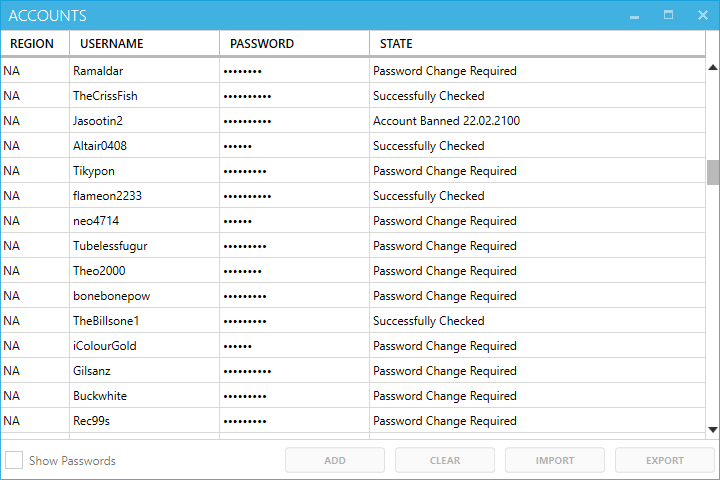 ACCOUNTS
REGION USERNAME PASSWORD STATE
NA Ramaldar •••••••• Password Change Required
NA TheCrissFish •••••••••• Successfully Checked
NA Jasootin2 •••••••••• Account Banned 22.02.2100
NA Altair0408 •••••• Successfully Checked
NA Tikypon ••••••••• Password Change Required
NA flameon2233 •••••••••• Successfully Checked
NA neo4714 •••••• Password Change Required
NA Tubelessfugur ••••••••• Password Change Required
NA Theo2000 •••••••• Password Change Required
NA bonebonepow ••••••••• Password Change Required
NA TheBillsone1 ••••••••• Successfully Checked
NA iColourGold •••••• Password Change Required
NA Gilsanz •••••••••• Password Change Required
NA Buckwhite ••••••••• Password Change Required
NA Rec99s ••••••••• Password Change Required
Show Passwords ADD CLEAR IMPORT EXPORT